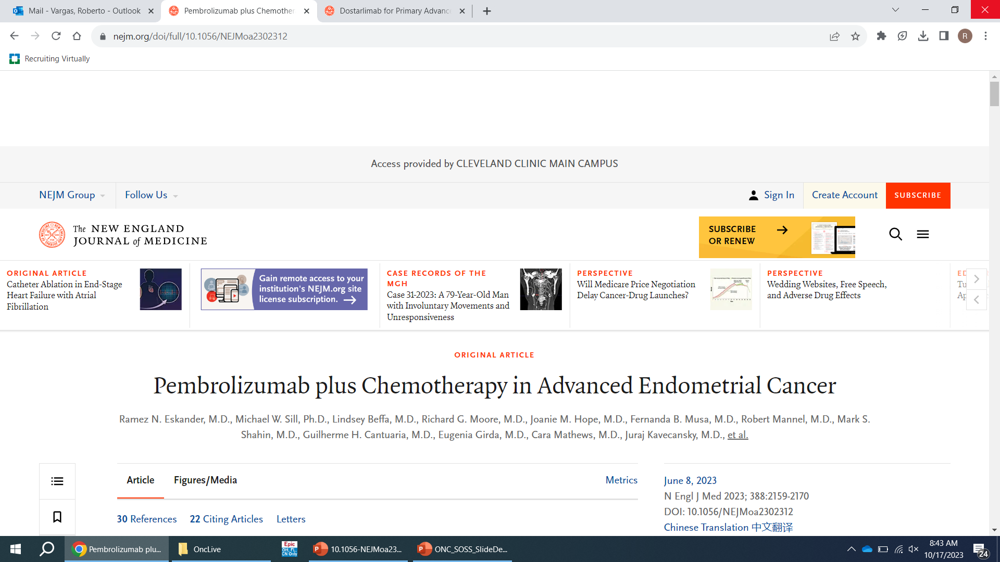 Mail - Vargas, Roberto - Outlook
Pembrolizumab plus Chemother
Dostarlimab for Primary Advanc
nejm.org/doi/full/10.1056/NEJMoa2302312
R
Recruiting Virtually
Access provided by CLEVELAND CLINIC MAIN CAMPUS
NEJM Group
Follow Us
Sign In
Create Account
SUBSCRIBE
The NEW ENGLAND
JOURNAL of MEDICINE
SUBSCRIBE
OR RENEW
ORIGINAL ARTICLE
Catheter Ablation in End-Stage
Heart Failure with Atrial
Fibrillation
Gain remote access to your
institution's NEJM.org site
license subscription.
CASE RECORDS OF THE
MGH
Case 31-2023: A 79-Year-Old Man
with Involuntary Movements and
Unresponsiveness
PERSPECTIVE
Will Medicare Price Negotiation
Delay Cancer-Drug Launches?
PERSPECTIVE
Wedding Websites, Free Speech,
and Adverse Drug Effects
ORIGINAL ARTICLE
Pembrolizumab plus Chemotherapy in Advanced Endometrial Cancer
Ramez N. Eskander, M.D., Michael W. Sill, Ph.D., Lindsey Beffa, M.D., Richard G. Moore, M.D., Joanie M. Hope, M.D., Fernanda B. Musa, M.D., Robert Mannel, M.D., Mark S.
Shahin, M.D., Guilherme H. Cantuaria, M.D., Eugenia Girda, M.D., Cara Mathews, M.D., Juraj Kavecansky, M.D., et al.
Article
Figures/Media
Metrics
30 References
22 Citing Articles
Letters
June 8, 2023
N Engl J Med 2023; 388:2159-2170
DOI: 10.1056/NEJMoa2302312
Chinese Translation 中文翻译
Pembrolizumab plu...
OncLive
Epic
OH, FL,
CN Only
10.1056-NEJMoa23...
ONC_SOSS_SlideDe...
8:43 AM
10/17/2023
24